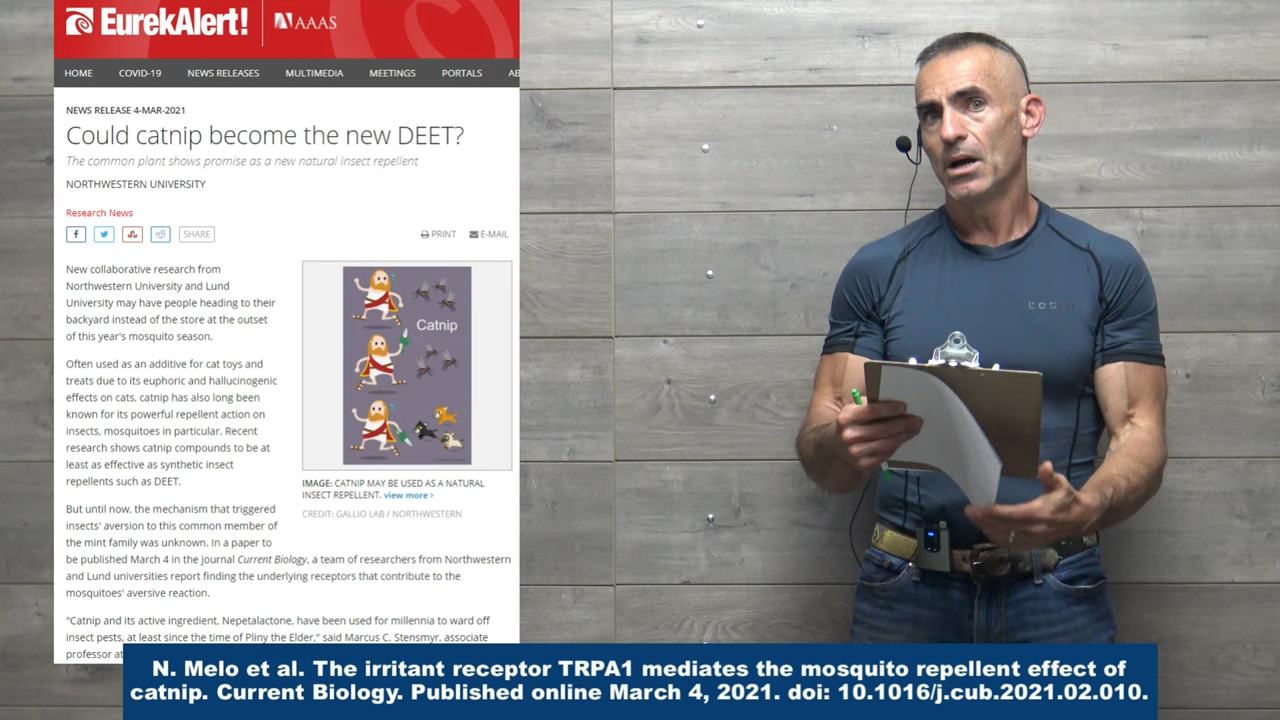 EurekAlert!
AAAS
HOME COVID-19 NEWS RELEASES MULTIMEDIA MEETINGS PORTALS AB
NEWS RELEASE 4-MAR-2021
Could catnip become the new DEET?
The common plant shows promise as a new natural insect repellent
NORTHWESTERN UNIVERSITY
Research News
SHARE
PRINT E-MAIL
New collaborative research from
Northwestern University and Lund
University may have people heading to their
backyard instead of the store at the outset
of this year's mosquito season.
Often used as an additive for cat toys and
treats due to its euphoric and hallucinogenic
effects on cats, catnip has also long been
known for its powerful repellent action on
insects, mosquitoes in particular. Recent
research shows catnip compounds to be at
least as effective as synthetic insect
repellents such as DEET.
Catnip
IMAGE: CATNIP MAY BE USED AS A NATURAL
INSECT REPELLENT. view more >
CREDIT: GALLIO LAB / NORTHWESTERN
But until now, the mechanism that triggered
insects' aversion to this common member of
the mint family was unknown. In a paper to
be published March 4 in the journal Current Biology, a team of researchers from Northwestern
and Lund universities report finding the underlying receptors that contribute to the
mosquitoes' aversive reaction.
"Catnip and its active ingredient, Nepetalactone, have been used for millennia to ward off
insect pests, at least since the time of Pliny the Elder," said Marcus C. Stensmyr, associate
professor at
N. Melo et al. The irritant receptor TRPA1 mediates the mosquito repellent effect of
catnip. Current Biology. Published online March 4, 2021. doi: 10.1016/j.cub.2021.02.010.